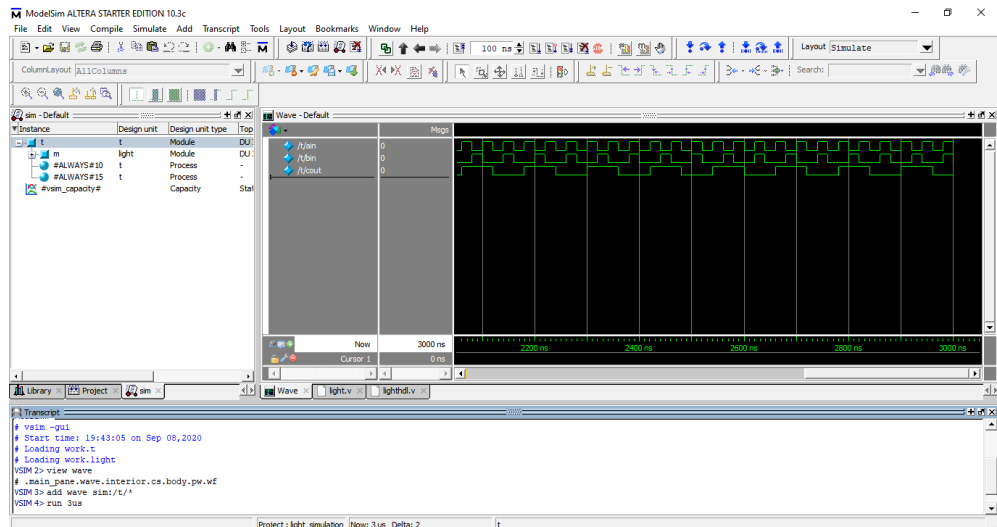 ModelSim ALTERA STARTER EDITION 10.3c
File Edit View Compile Simulate Add Transcript Tools Layout Bookmarks Window Help
100 ns
Layout Simulate
ColumnLayout AllColumns
Search:
sim - Default
Instance Design unit Design unit type Top
t t Module DU
m light Module DU
#ALWAYS#10 t Process -
#ALWAYS#15 t Process -
#vsim_capacity# Capacity Stat
Wave - Default
Msgs
/t/ain 0
/t/bin 0
/t/cout 0
Now 3000 ns
Cursor 1 0 ns
2200 ns 2400 ns 2600 ns 2800 ns 3000 ns
Library Project sim
Wave light.v lighthdl.v
Transcript
# vsim -gui
# Start time: 19:43:05 on Sep 08,2020
# Loading work.t
# Loading work.light
VSIM 2> view wave
# .main_pane.wave.interior.cs.body.pw.wf
VSIM 3> add wave sim:/t/*
VSIM 4> run 3us
Project : light_simulation Now: 3 us Delta: 2 t